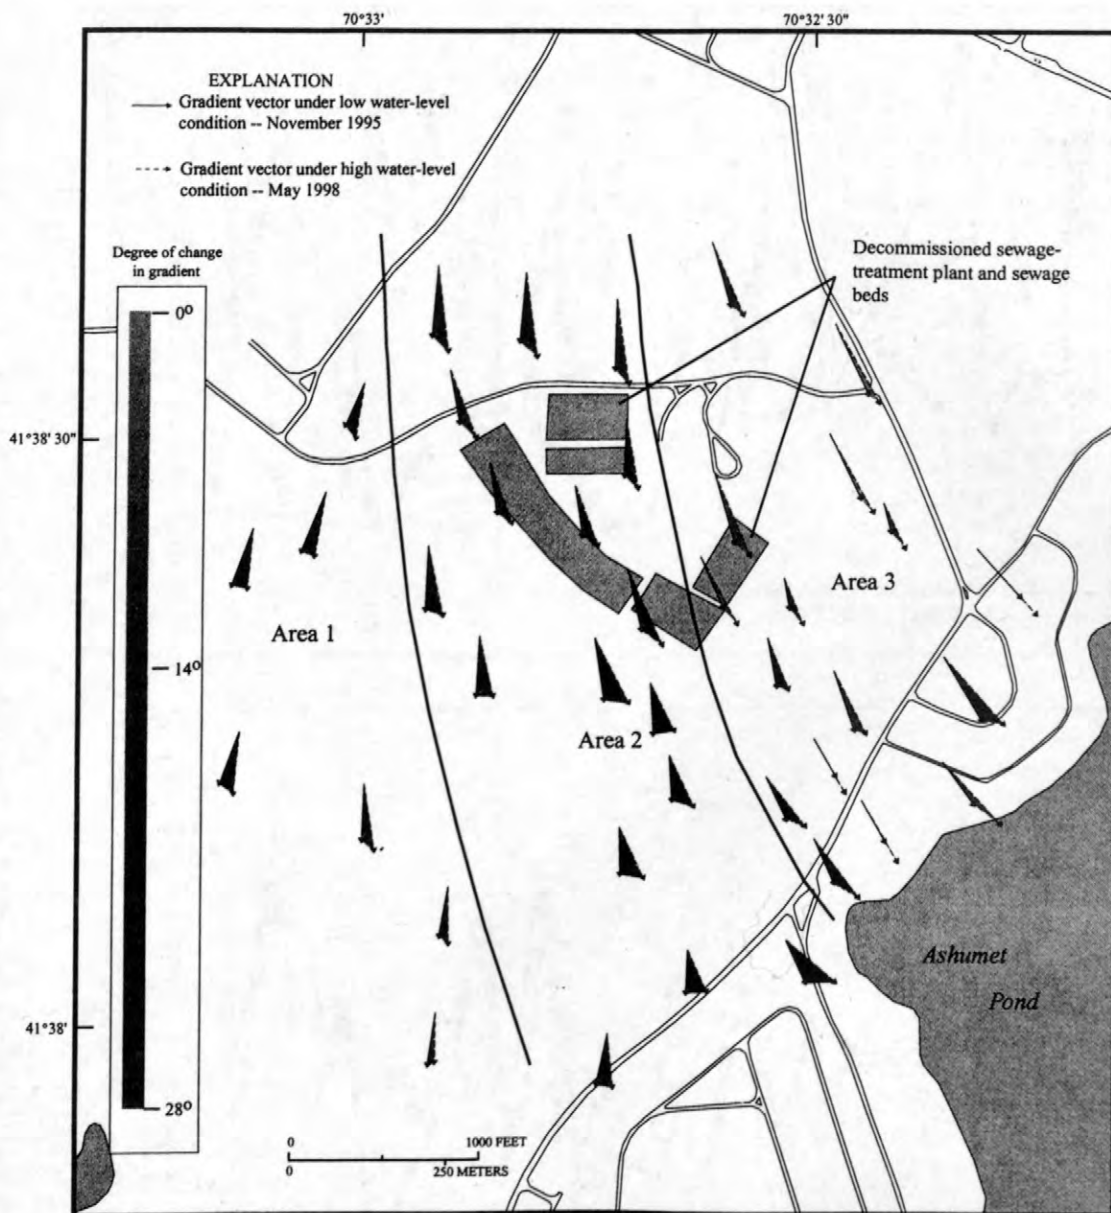 70°33'
70°32'30"
EXPLANATION
Gradient vector under low water-level
condition -- November 1995
Gradient vector under high water-level
condition -- May 1998
Degree of change
in gradient
0°
14°
28°
Decommissioned sewage-
treatment plant and sewage
beds
41°38'30"
Area 3
Area 1
Area 2
Ashumet
Pond
41°38'
0 1000 FEET
0 250 METERS